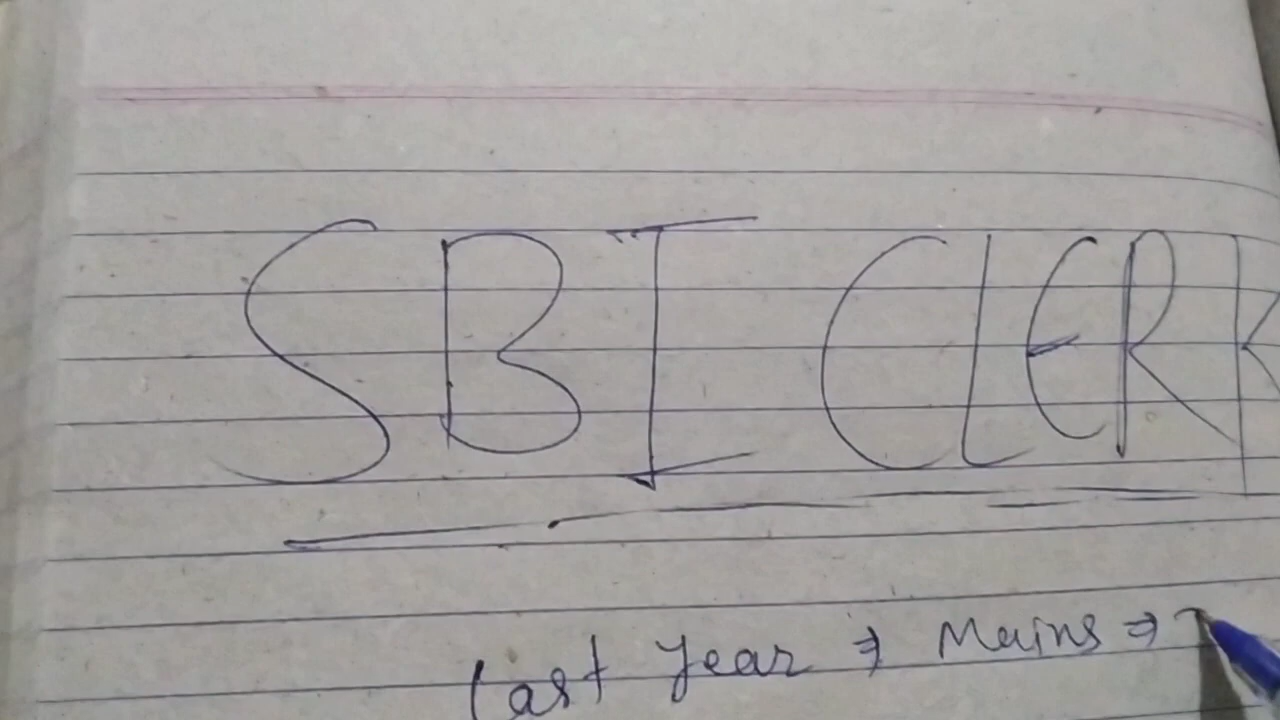 SBI CLERK
Last year ⇒ Mains ⇒